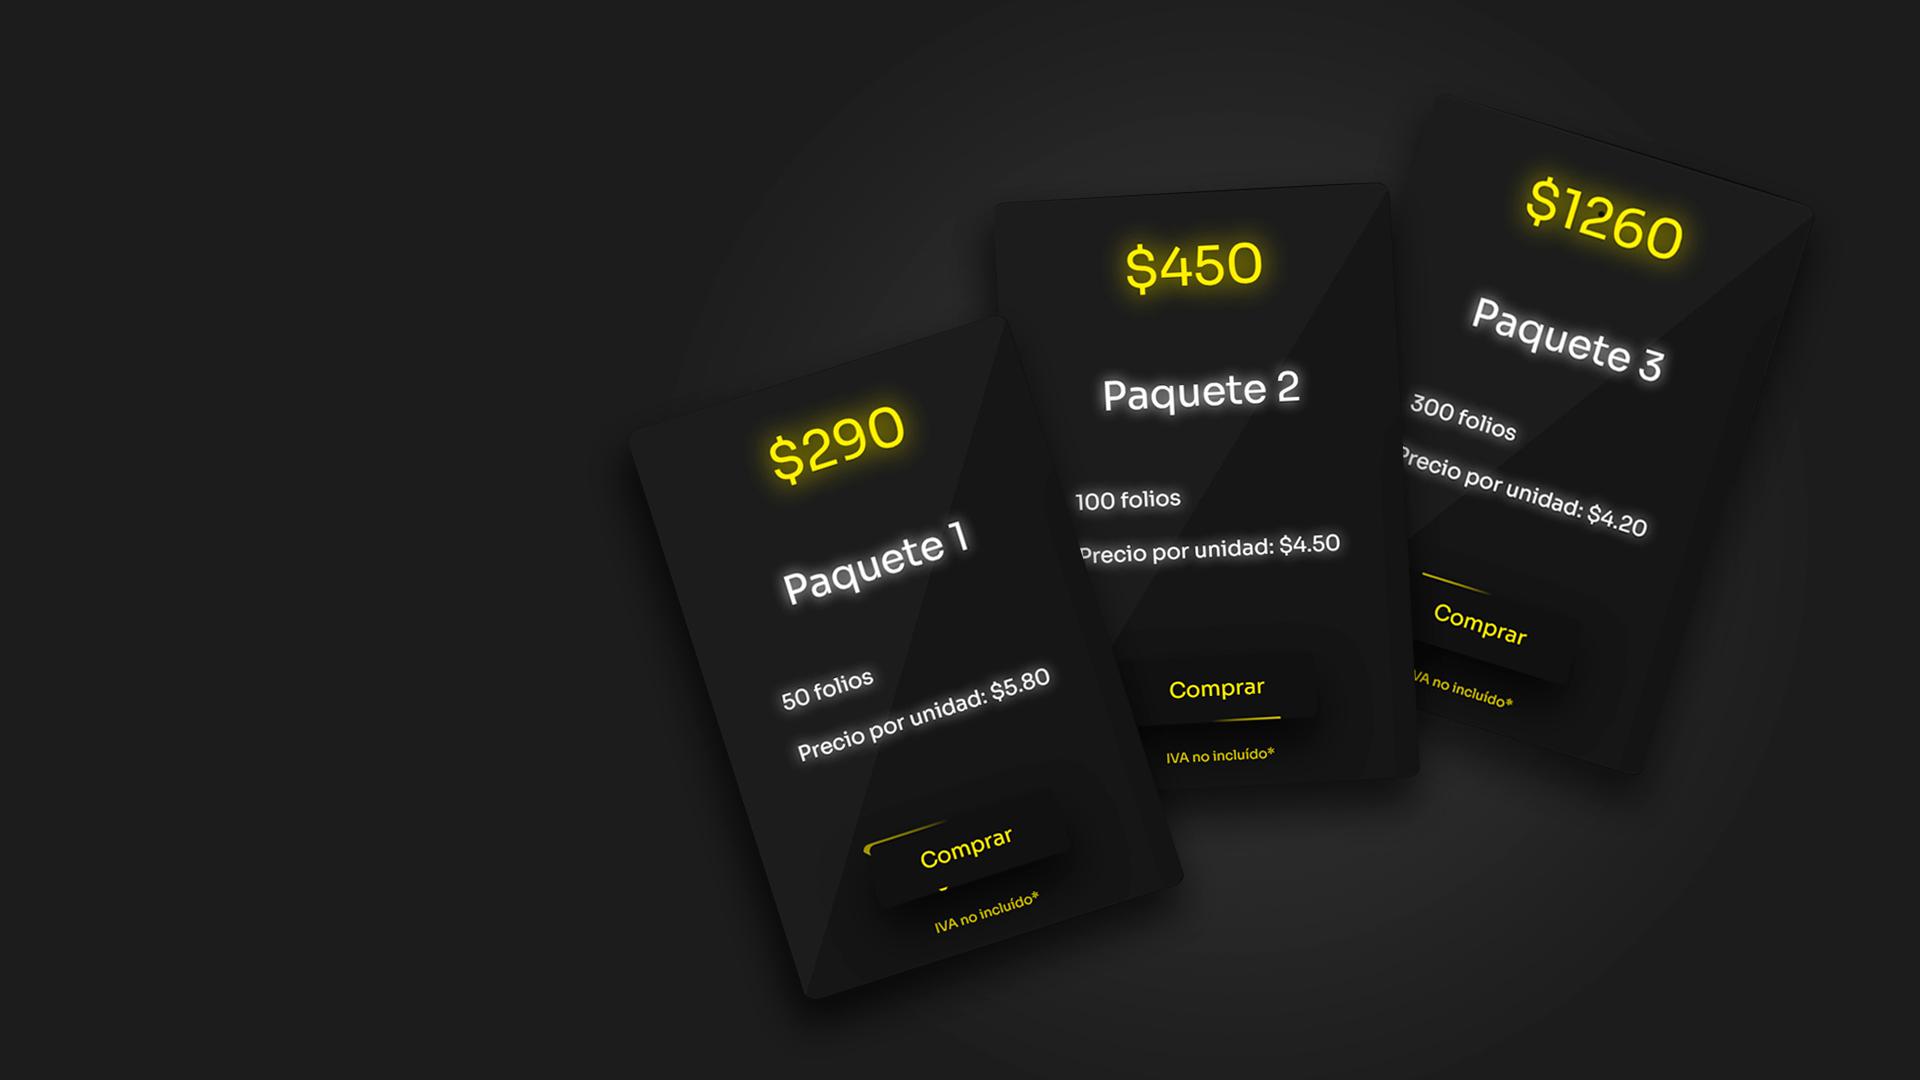 $290
Paquete 1
50 folios
Precio por unidad: $5.80
Comprar
IVA no incluído*
$450
Paquete 2
100 folios
Precio por unidad: $4.50
Comprar
IVA no incluído*
$1260
Paquete 3
300 folios
Precio por unidad: $4.20
Comprar
IVA no incluído*